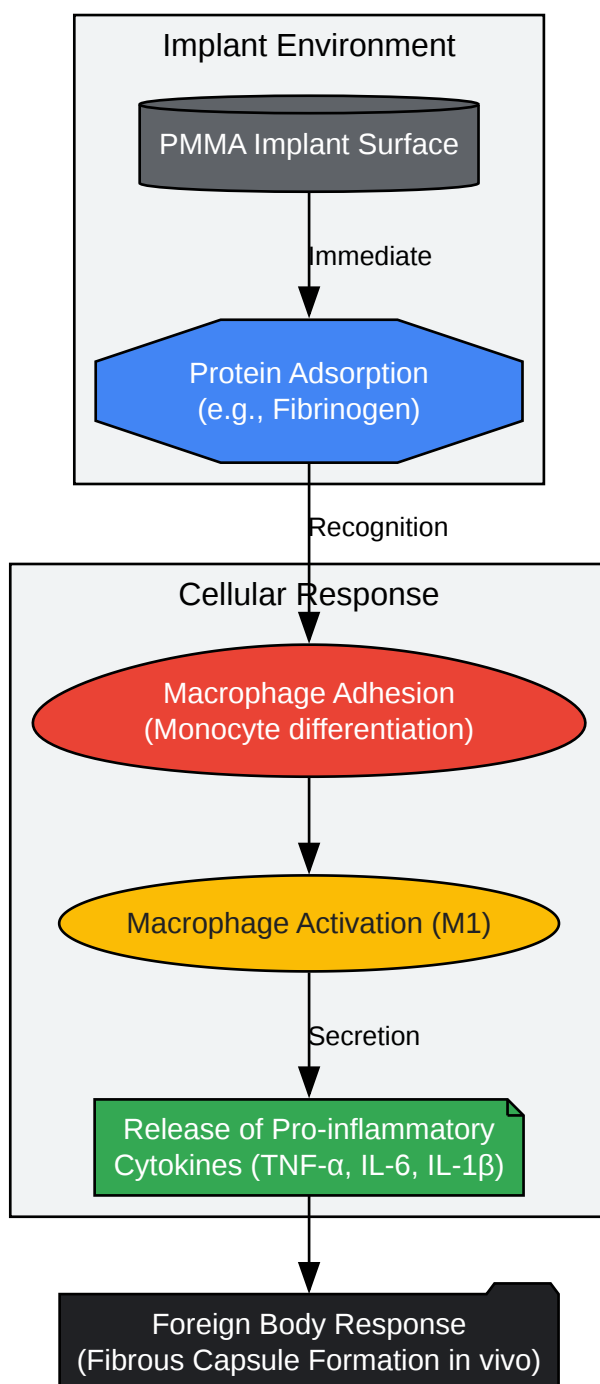 Implant Environment
PMMA Implant Surface
Immediate
Protein Adsorption
(e.g., Fibrinogen)
Recognition
Cellular Response
Macrophage Adhesion
(Monocyte differentiation)
Macrophage Activation (M1)
Secretion
Release of Pro-inflammatory
Cytokines (TNF-α, IL-6, IL-1β)
Foreign Body Response
(Fibrous Capsule Formation in vivo)